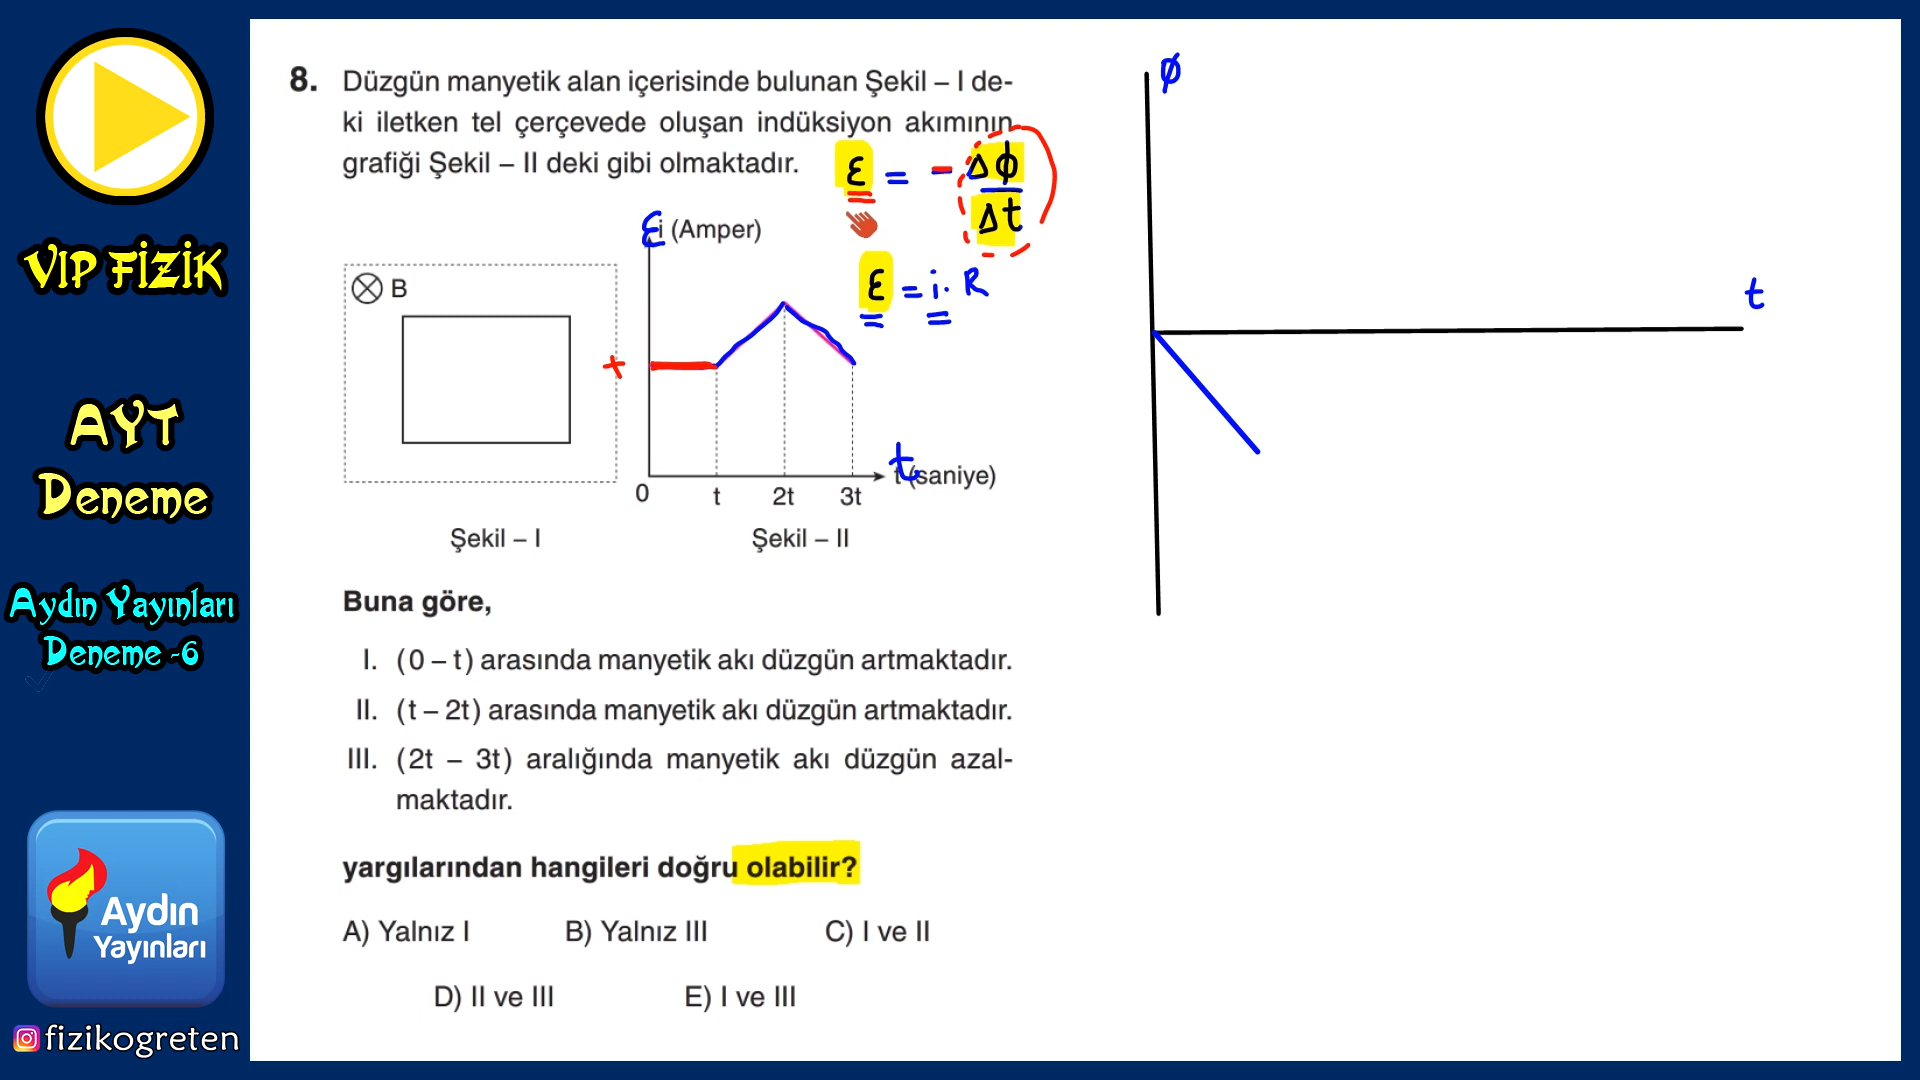 VIP FİZİK
AYT
Deneme
Aydın Yayınları
Deneme -6
Aydın
Yayınları
fizikogreten
8. Düzgün manyetik alan içerisinde bulunan Şekil – I de-
ki iletken tel çerçevede oluşan indüksiyon akımının
grafiği Şekil – II deki gibi olmaktadır.
ε = - Δϕ
Δt
ε = i . R
ε i (Amper)
B
+
t t (saniye)
0 t 2t 3t
Şekil – I Şekil – II
Buna göre,
I. (0 – t) arasında manyetik akı düzgün artmaktadır.
II. (t – 2t) arasında manyetik akı düzgün artmaktadır.
III. (2t – 3t) aralığında manyetik akı düzgün azal-
maktadır.
yargılarından hangileri doğru olabilir?
A) Yalnız I B) Yalnız III C) I ve II
D) II ve III E) I ve III
ϕ
t